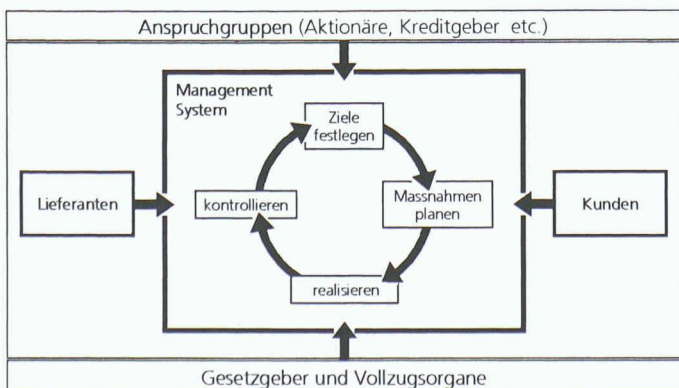 Anspruchgruppen (Aktionäre, Kreditgeber etc.)
Management
System
Ziele
festlegen
Lieferanten
kontrollieren
Massnahmen
planen
Kunden
realisieren
Gesetzgeber und Vollzugsorgane